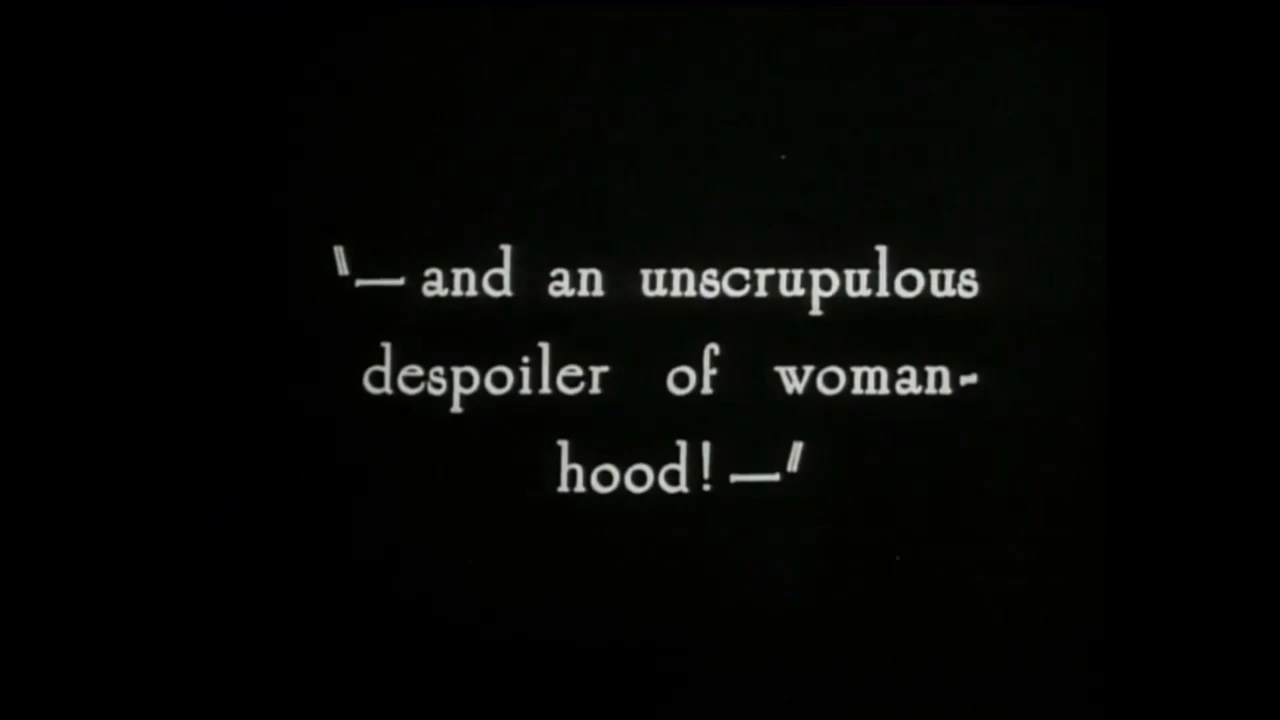 "— and an unscrupulous
despoiler of woman-
hood! —"